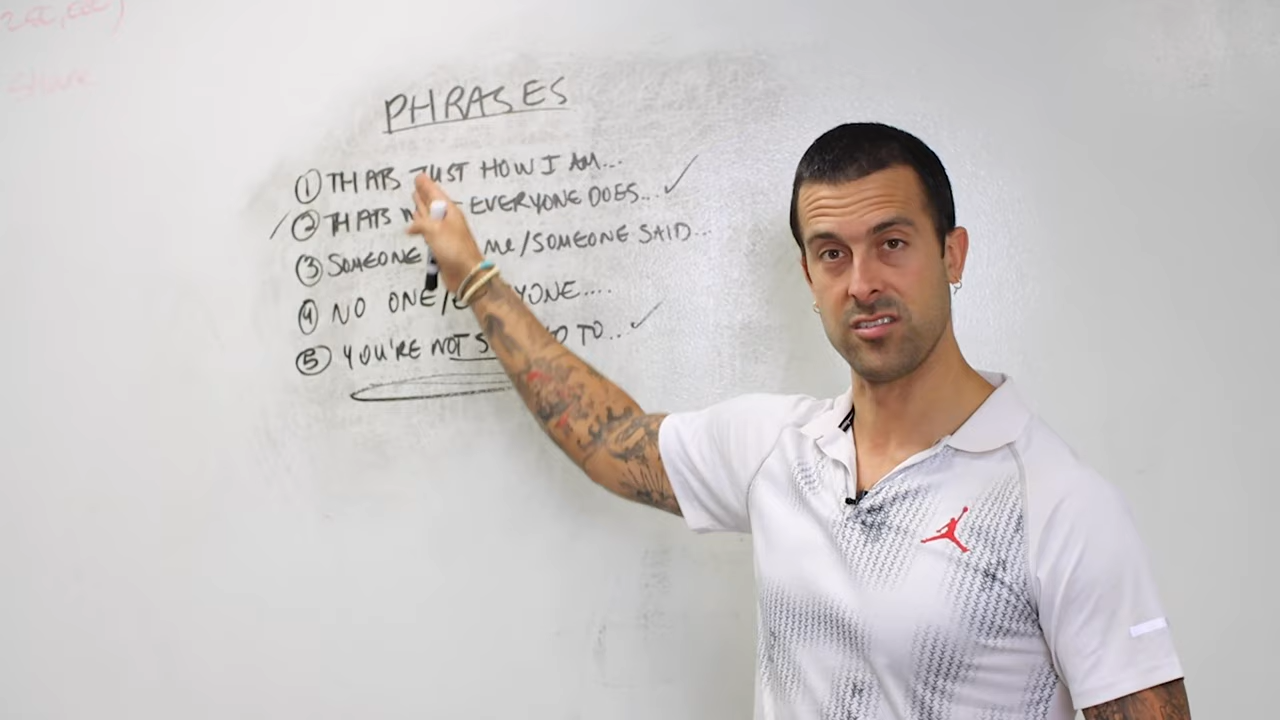 PHRASES
① THATS JUST HOW I AM...
② THATS EVERYONE DOES...
③ SOMEONE ME/SOMEONE SAID...
④ NO ONE/
⑤ YOU'RE NOT TO...